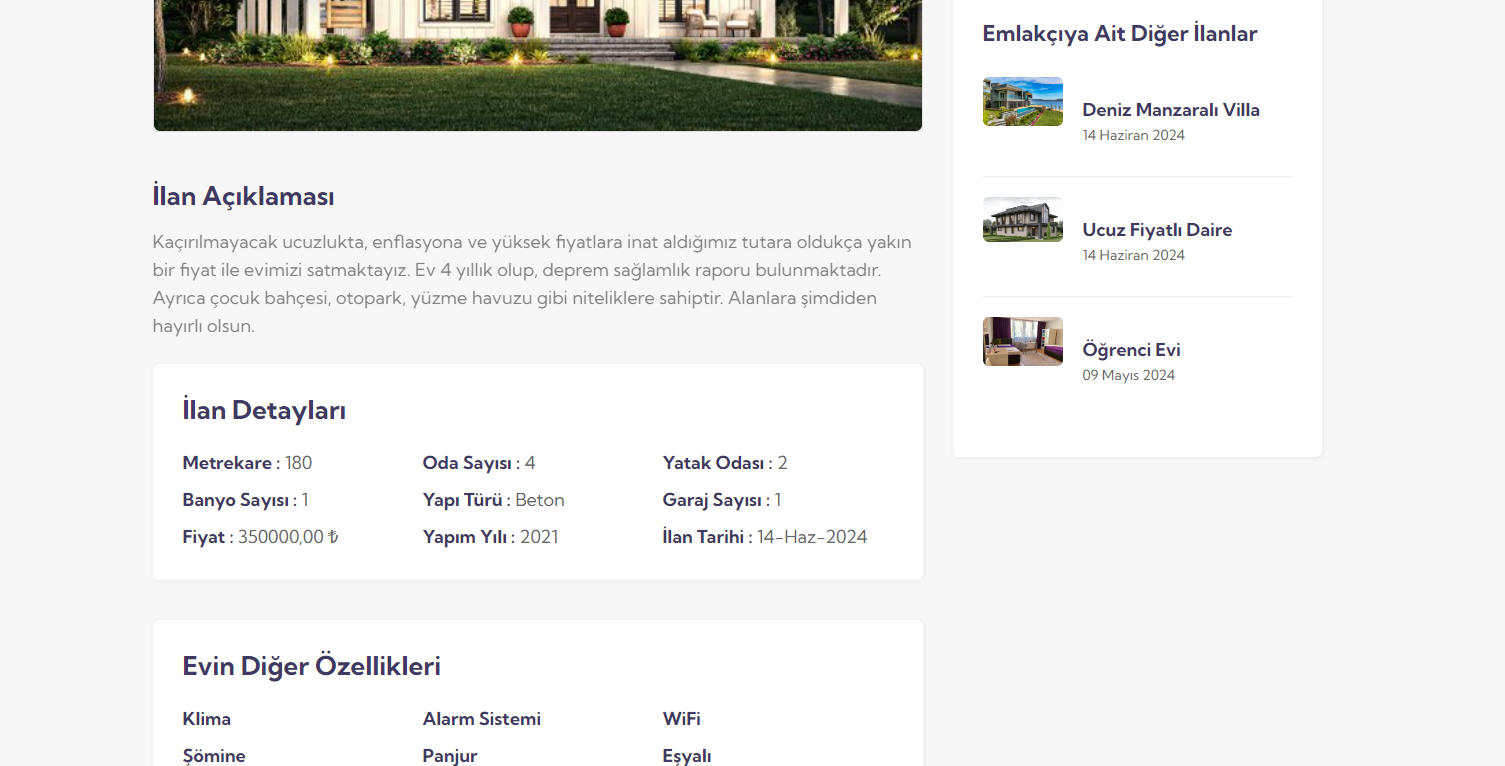 İlan Açıklaması
Kaçırılmayacak ucuzlukta, enflasyona ve yüksek fiyatlara inat aldığımız tutara oldukça yakın
bir fiyat ile evimizi satmaktayız. Ev 4 yıllık olup, deprem sağlamlık raporu bulunmaktadır.
Ayrıca çocuk bahçesi, otopark, yüzme havuzu gibi niteliklere sahiptir. Alanlara şimdiden
hayırlı olsun.
İlan Detayları
Metrekare : 180 Oda Sayısı : 4 Yatak Odası : 2
Banyo Sayısı : 1 Yapı Türü : Beton Garaj Sayısı : 1
Fiyat : 350000,00 ₺ Yapım Yılı : 2021 İlan Tarihi : 14-Haz-2024
Evin Diğer Özellikleri
Klima Alarm Sistemi WiFi
Şömine Panjur Eşyalı
Emlakçıya Ait Diğer İlanlar
Deniz Manzaralı Villa
14 Haziran 2024
Ucuz Fiyatlı Daire
14 Haziran 2024
Öğrenci Evi
09 Mayıs 2024